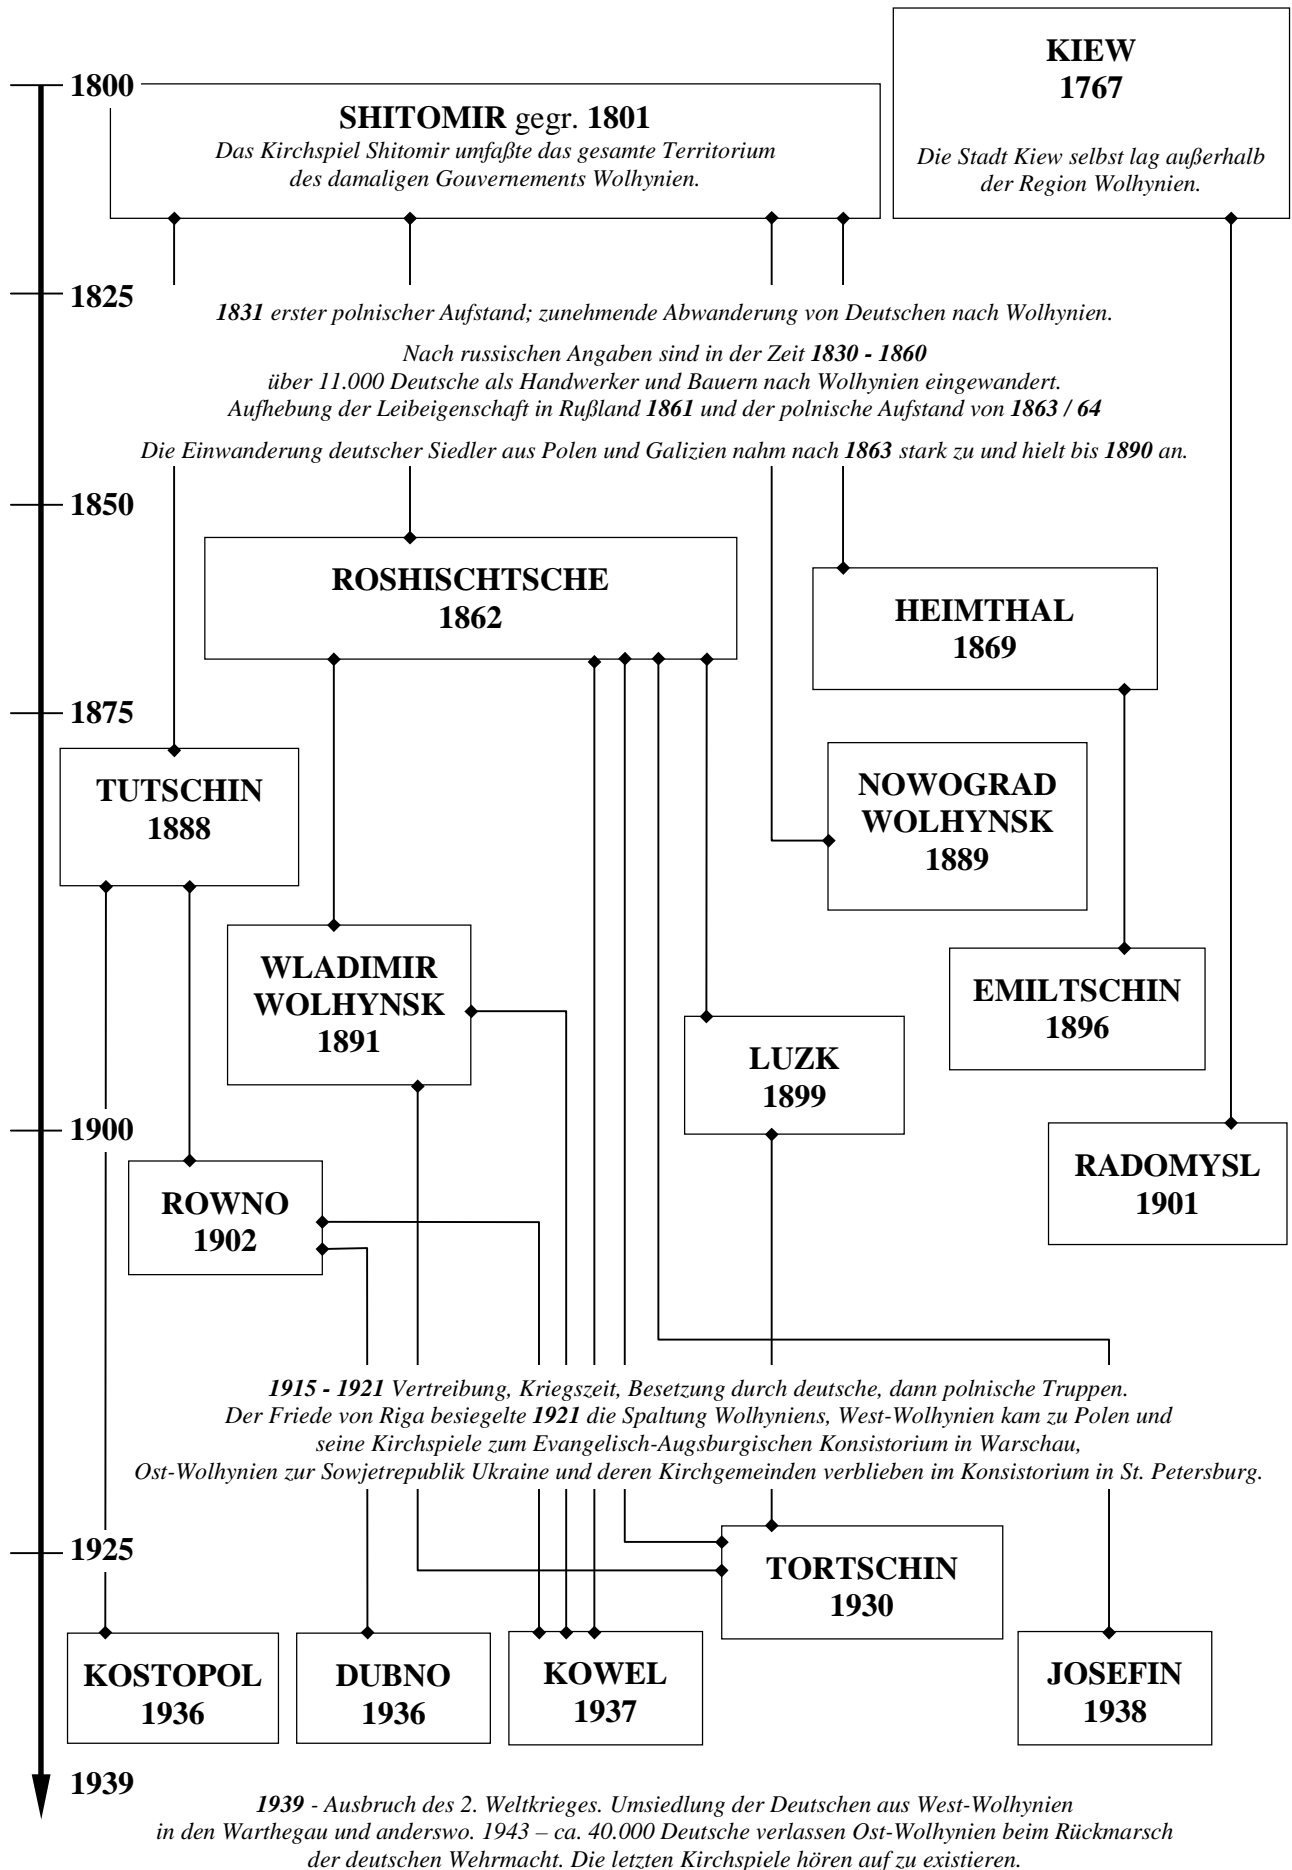 KIEW
1767
Die Stadt Kiew selbst lag außerhalb
der Region Wolhynien.
1800
SHITOMIR gegr. 1801
Das Kirchspiel Shitomir umfaßte das gesamte Territorium
des damaligen Gouvernements Wolhynien.
1825
1831 erster polnischer Aufstand; zunehmende Abwanderung von Deutschen nach Wolhynien.
Nach russischen Angaben sind in der Zeit 1830 - 1860
über 11.000 Deutsche als Handwerker und Bauern nach Wolhynien eingewandert.
Aufhebung der Leibeigenschaft in Rußland 1861 und der polnische Aufstand von 1863 / 64
Die Einwanderung deutscher Siedler aus Polen und Galizien nahm nach 1863 stark zu und hielt bis 1890 an.
1850
ROSHISCHTSCHE
1862
HEIMTHAL
1869
1875
TUTSCHIN
1888
NOWOGRAD
WOLHYNSK
1889
WLADIMIR
WOLHYNSK
1891
EMILTSCHIN
1896
LUZK
1899
1900
RADOMYSL
1901
ROWNO
1902
1915 - 1921 Vertreibung, Kriegszeit, Besetzung durch deutsche, dann polnische Truppen.
Der Friede von Riga besiegelte 1921 die Spaltung Wolhyniens, West-Wolhynien kam zu Polen und
seine Kirchspiele zum Evangelisch-Augsburgischen Konsistorium in Warschau,
Ost-Wolhynien zur Sowjetrepublik Ukraine und deren Kirchgemeinden verblieben im Konsistorium in St. Petersburg.
1925
TORTSCHIN
1930
KOSTOPOL
1936
DUBNO
1936
KOWEL
1937
JOSEFIN
1938
1939
1939 - Ausbruch des 2. Weltkrieges. Umsiedlung der Deutschen aus West-Wolhynien
in den Warthegau und anderswo. 1943 – ca. 40.000 Deutsche verlassen Ost-Wolhynien beim Rückmarsch
der deutschen Wehrmacht. Die letzten Kirchspiele hören auf zu existieren.